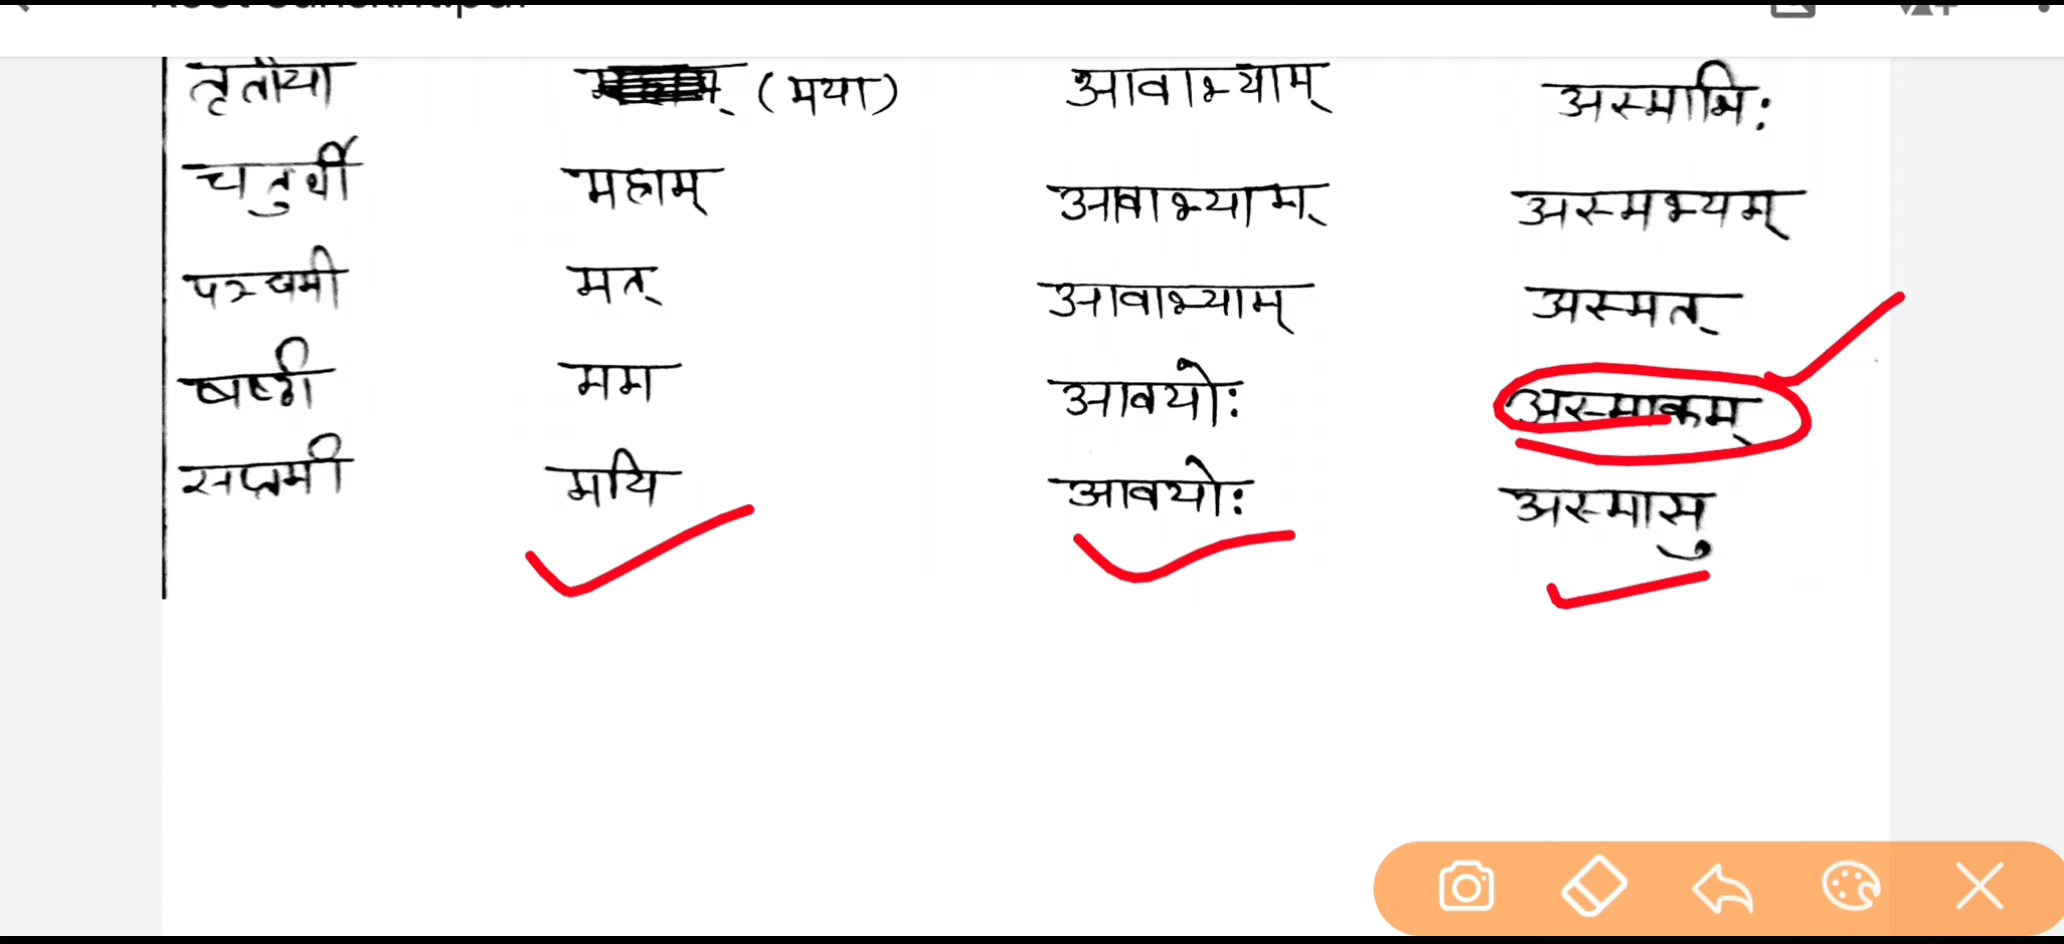 तृतीया (मया) आवाभ्याम् अस्माभिः
चतुर्थी मह्यम् आवाभ्याम् अस्मभ्यम्
पञ्चमी मत् आवाभ्याम् अस्मत्
षष्ठी मम आवयोः अस्माकम्
सप्तमी मयि आवयोः अस्मासु